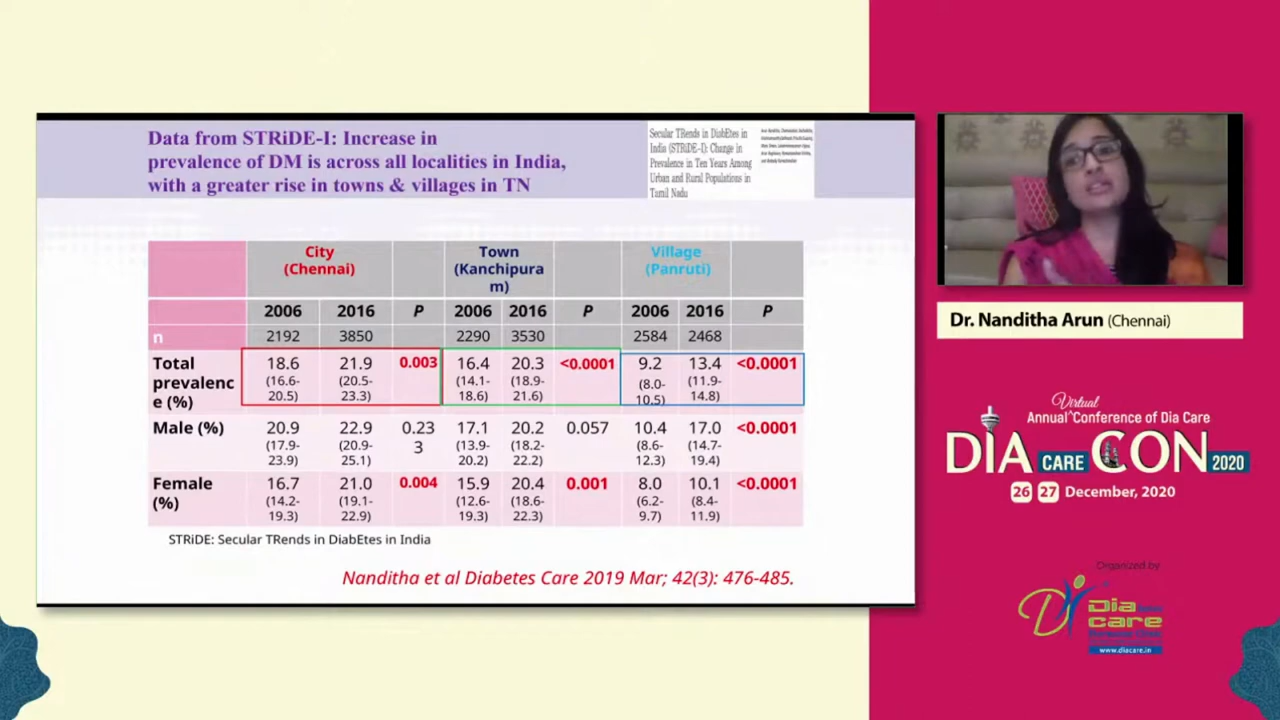 Data from STRiDE-I: Increase in
prevalence of DM is across all localities in India,
with a greater rise in towns & villages in TN
Secular TRends in DiabEtes in
India (STRiDE-I): Change in
Prevalence in Ten Years Among
Urban and Rural Populations in
Tamil Nadu
City
(Chennai)
Town
(Kanchipura
m)
Village
(Panruti)
2006 2016 P 2006 2016 P 2006 2016 P
n 2192 3850 2290 3530 2584 2468
Total 18.6 21.9 0.003 16.4 20.3 <0.0001 9.2 13.4 <0.0001
prevalenc (16.6- (20.5- (14.1- (18.9- (8.0- (11.9-
e (%) 20.5) 23.3) 18.6) 21.6) 10.5) 14.8)
Male (%) 20.9 22.9 0.23 17.1 20.2 0.057 10.4 17.0 <0.0001
(17.9- (20.9- 3 (13.9- (18.2- (8.6- (14.7-
23.9) 25.1) 20.2) 22.2) 12.3) 19.4)
Female 16.7 21.0 0.004 15.9 20.4 0.001 8.0 10.1 <0.0001
(%) (14.2- (19.1- (12.6- (18.6- (6.2- (8.4-
19.3) 22.9) 19.3) 22.3) 9.7) 11.9)
STRiDE: Secular TRends in DiabEtes in India
Nanditha et al Diabetes Care 2019 Mar; 42(3): 476-485.
Dr. Nanditha Arun (Chennai)
Virtual
Annual ^ Conference of Dia Care
DIA CARE CON 2020
26 27 December, 2020
Organized by
Dia
care
www.diacare.in